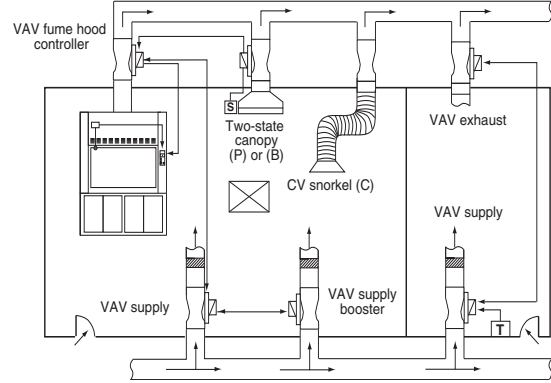 VAV fume hood
controller
S
Two-state
canopy
(P) or (B)
CV snorkel (C)
VAV exhaust
VAV supply
VAV supply
VAV supply
booster
T